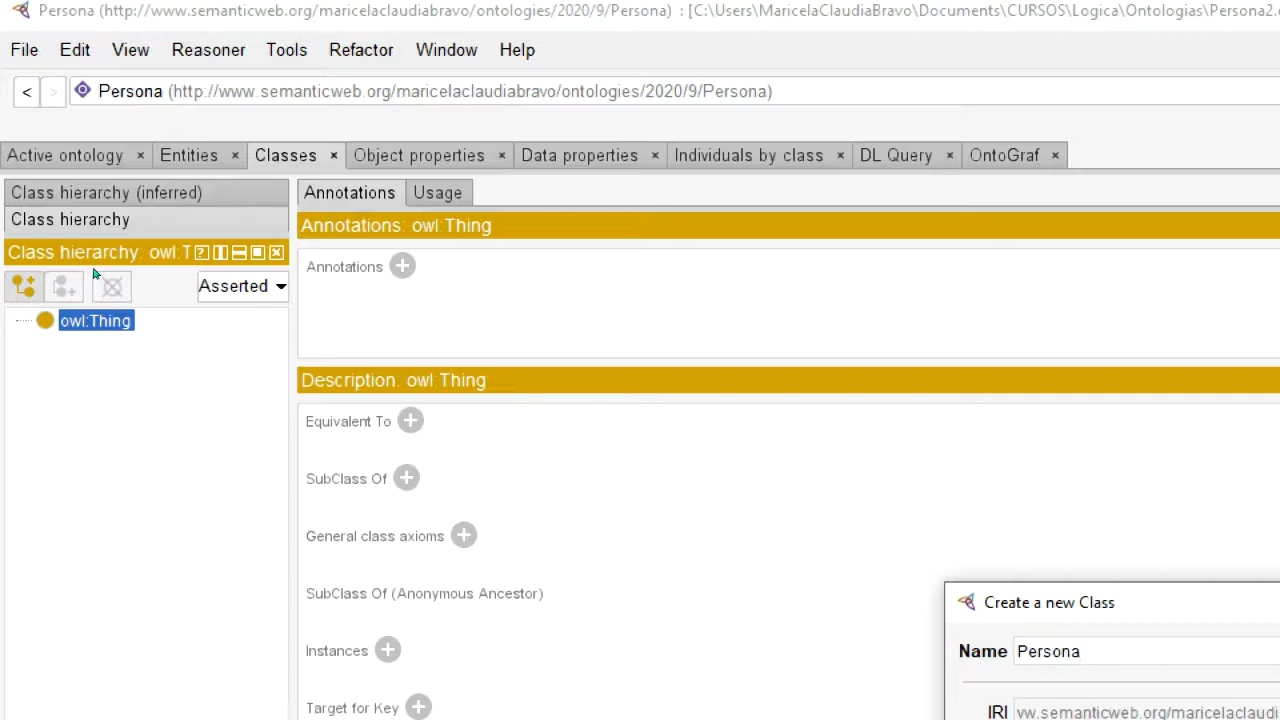 Persona (http://www.semanticweb.org/maricelaclaudiabravo/ontologies/2020/9/Persona) : [C:\Users\MaricelaClaudiaBravo\Documents\CURSOS\Logica\Ontologias\Persona2.
File Edit View Reasoner Tools Refactor Window Help
< > Persona (http://www.semanticweb.org/maricelaclaudiabravo/ontologies/2020/9/Persona)
Active ontology × Entities × Classes × Object properties × Data properties × Individuals by class × DL Query × OntoGraf ×
Class hierarchy (inferred)
Class hierarchy
Class hierarchy: owl:T
Asserted
owl:Thing
Annotations Usage
Annotations: owl:Thing
Annotations
Description: owl:Thing
Equivalent To
SubClass Of
General class axioms
SubClass Of (Anonymous Ancestor)
Instances
Target for Key
Create a new Class
Name Persona
IRI vw.semanticweb.org/maricelaclaudi